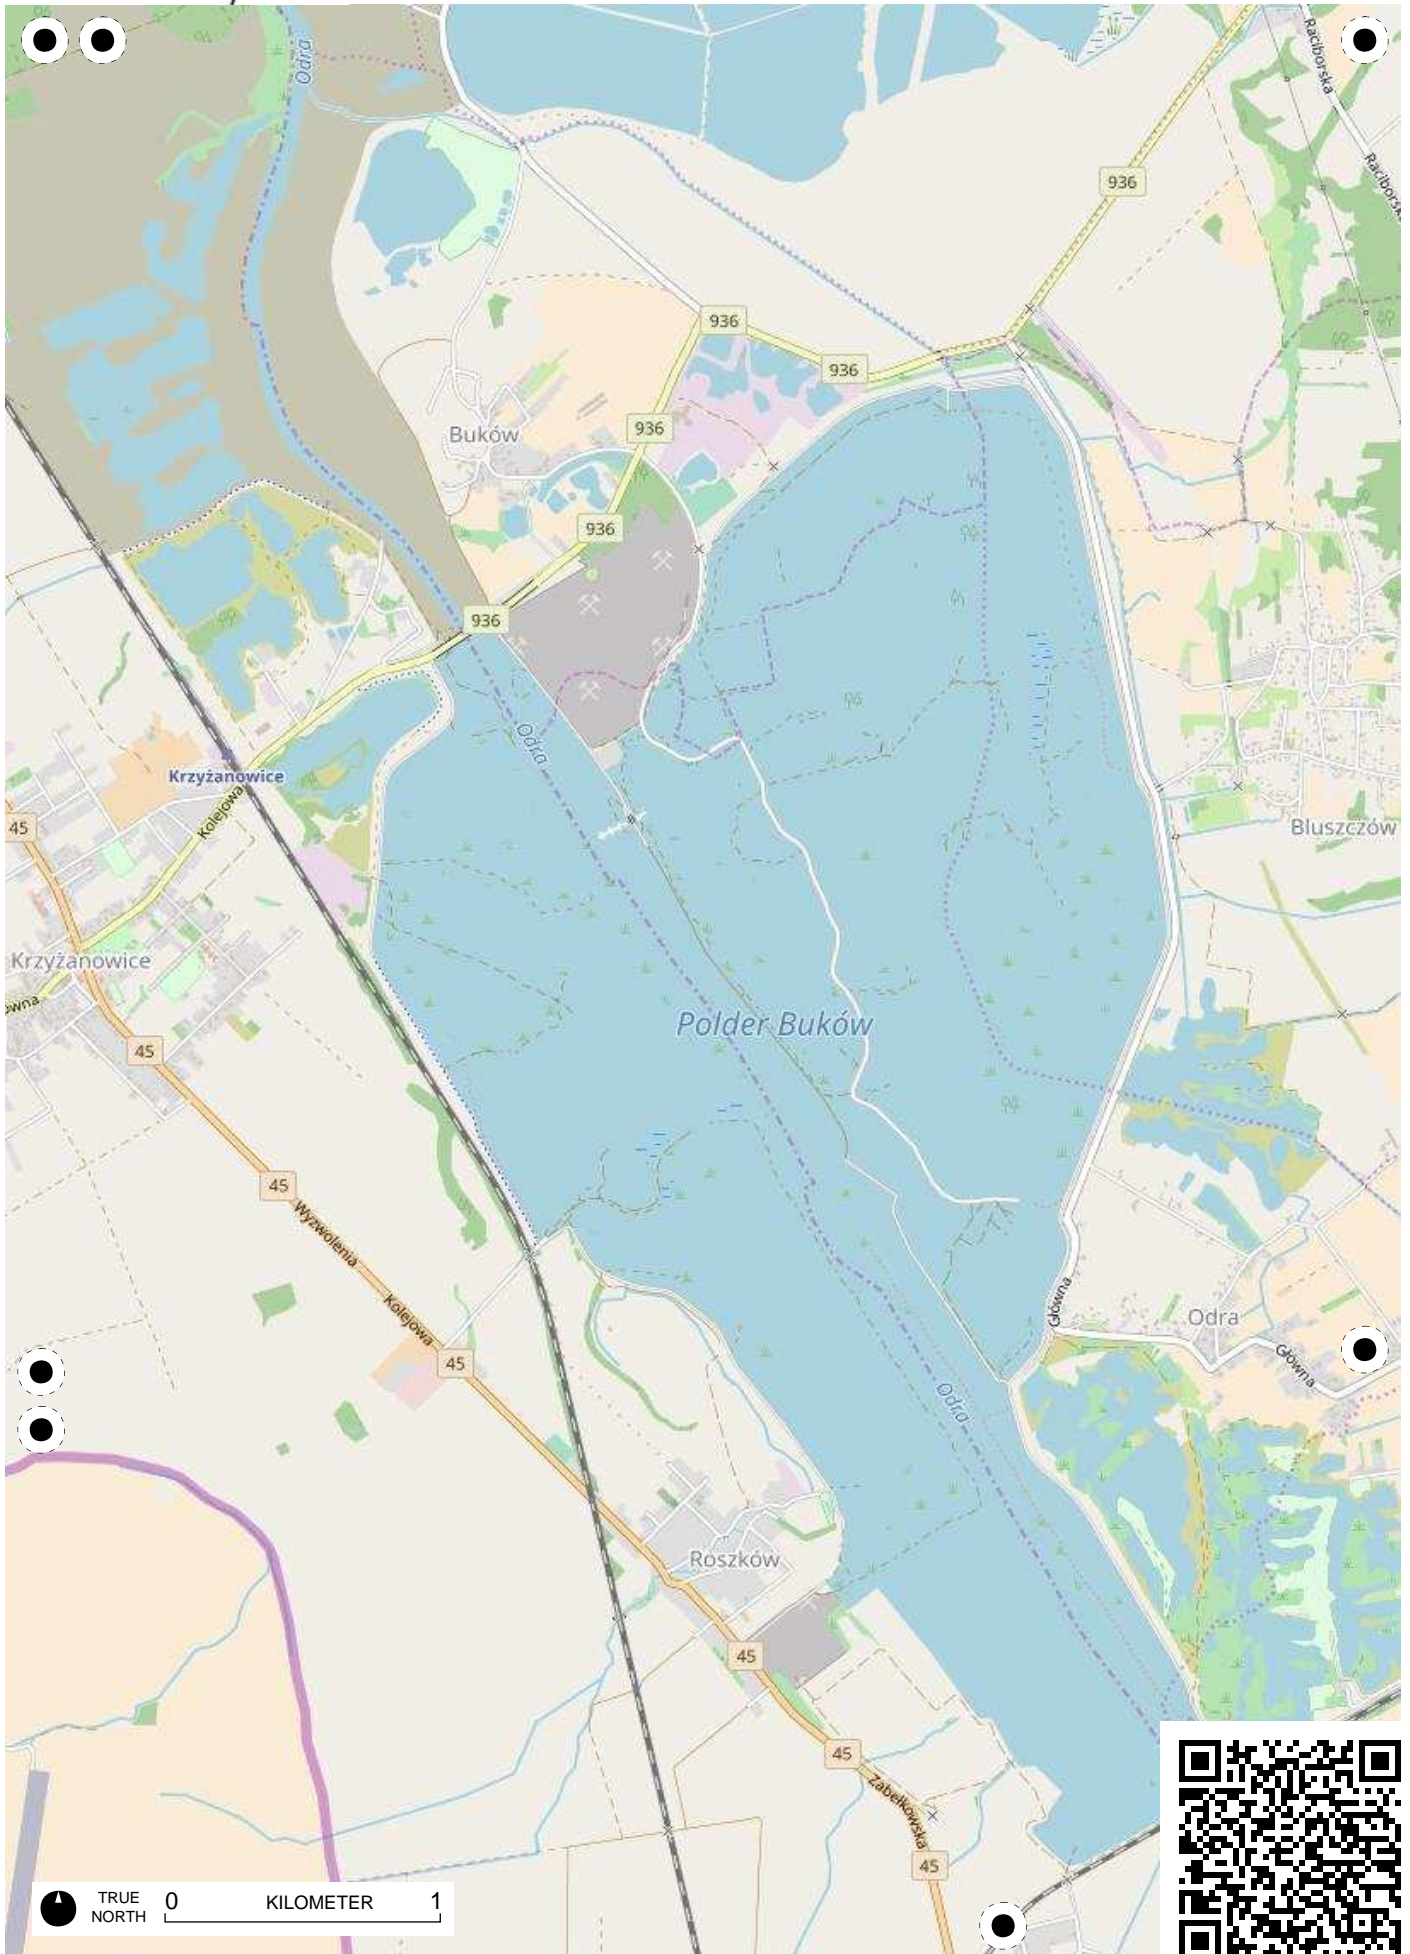 Odra
Raciborska
936
Raciborska
936
936
936
Buków
936
936
Odra
Krzyżanowice
Kolejowa
45
Bluszczów
Krzyżanowice
ówna
Polder Buków
45
45
Wyzwolenia
Kolejowa
Główna
Odra
Główna
45
Odra
Roszków
45
45
Zabełkowska
45
TRUE
NORTH
0 KILOMETER 1